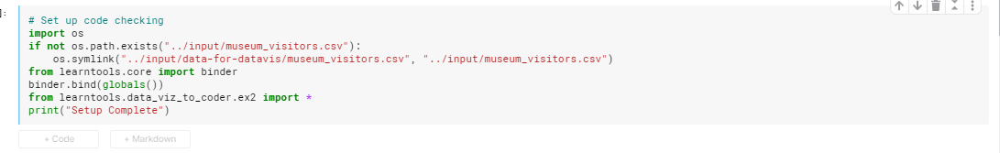 ]:
# Set up code checking
import os
if not os.path.exists("../input/museum_visitors.csv"):
    os.symlink("../input/data-for-datavis/museum_visitors.csv", "../input/museum_visitors.csv")
from learntools.core import binder
binder.bind(globals())
from learntools.data_viz_to_coder.ex2 import *
print("Setup Complete")
+ Code + Markdown